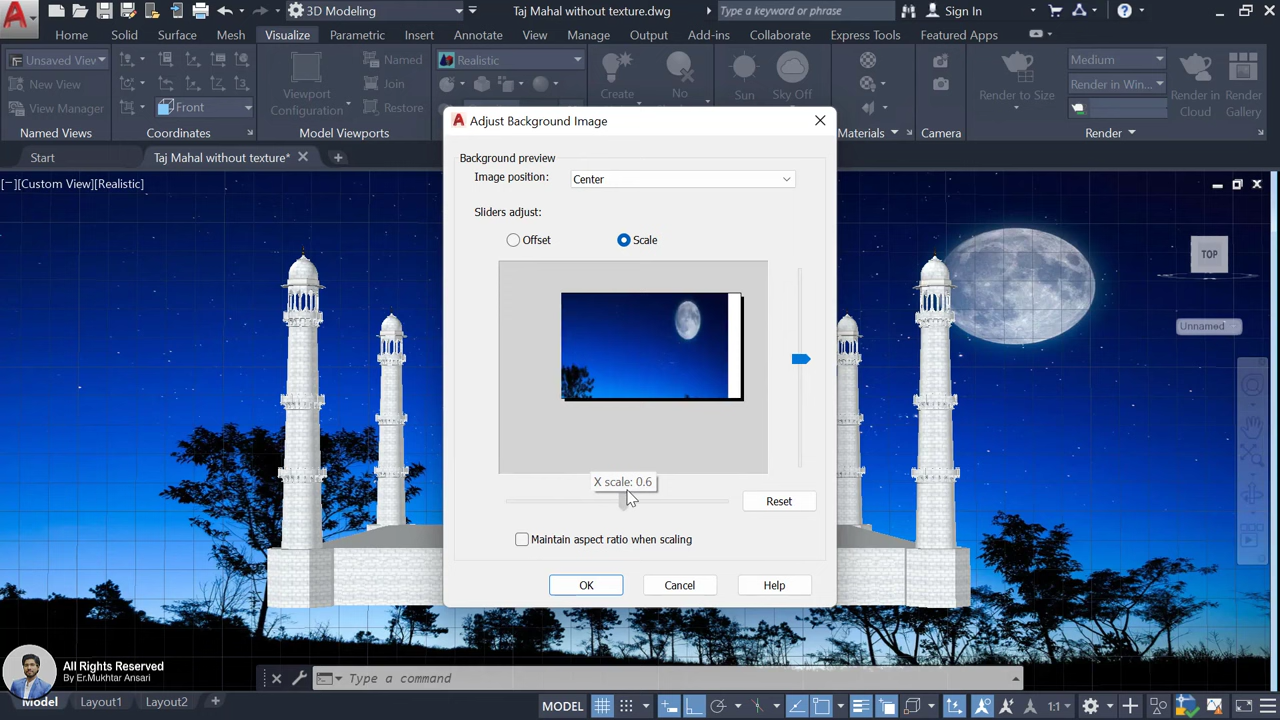 3D Modeling
Taj Mahal without texture.dwg
Type a keyword or phrase
Sign In
Home Solid Surface Mesh Visualize Parametric Insert Annotate View Manage Output Add-ins Collaborate Express Tools Featured Apps
Unsaved View
New View
View Manager
Named Views
Front
Coordinates
Viewport
Configuration
Named
Join
Restore
Model Viewports
Realistic
Create
No
Sun
Sky Off
Materials
Camera
Render to Size
Medium
Render in Win...
Render in
Cloud
Render
Gallery
Render
Start
Taj Mahal without texture*
[−][Custom View][Realistic]
TOP
Unnamed
Adjust Background Image
Background preview
Image position:
Center
Sliders adjust:
Offset
Scale
X scale: 0.6
Reset
Maintain aspect ratio when scaling
OK
Cancel
Help
All Rights Reserved
By Er.Mukhtar Ansari
Type a command
Model
Layout1
Layout2
MODEL
1:1